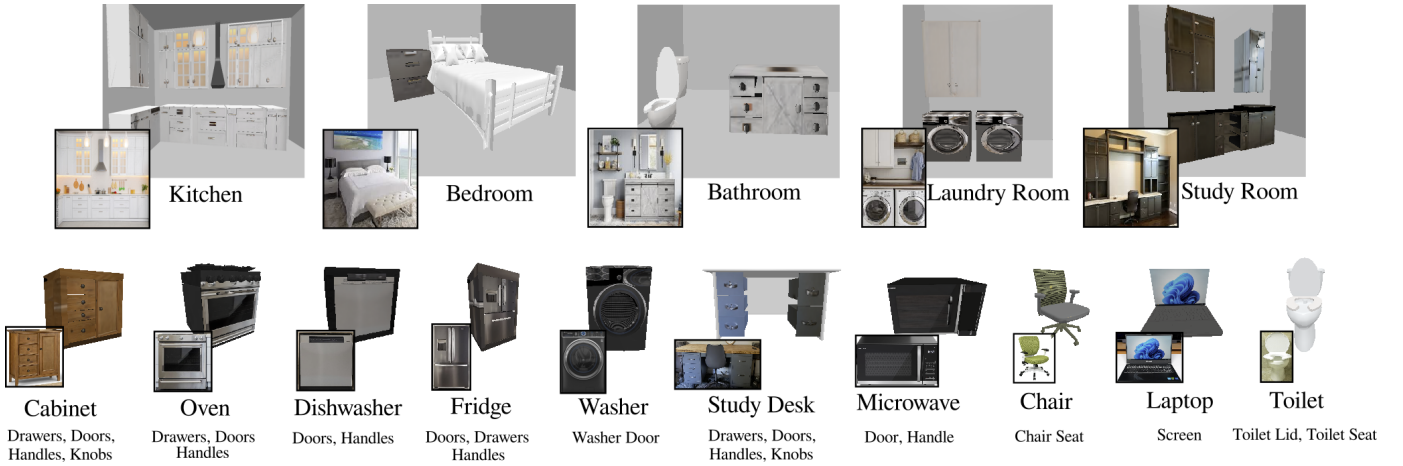 Kitchen
Bedroom
Bathroom
Laundry Room
Study Room
Cabinet
Oven
Dishwasher
Fridge
Washer
Study Desk
Microwave
Chair
Laptop
Toilet
Drawers, Doors,
Handles, Knobs
Drawers, Doors
Handles
Doors, Handles
Doors, Drawers
Handles
Washer Door
Drawers, Doors,
Handles, Knobs
Door, Handle
Chair Seat
Screen
Toilet Lid, Toilet Seat